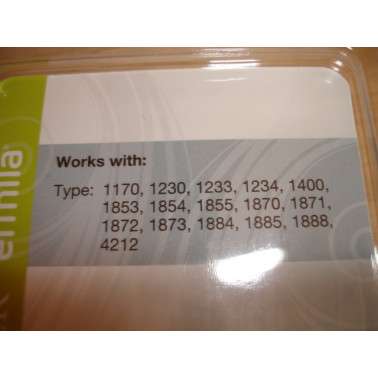 ermila
Works with:
Type: 1170, 1230, 1233, 1234, 1400,
1853, 1854, 1855, 1870, 1871,
1872, 1873, 1884, 1885, 1888,
4212